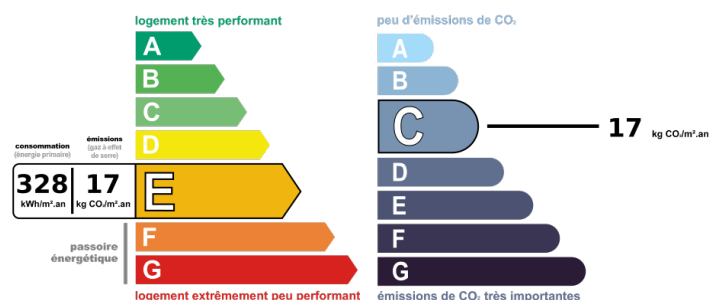 logement très performant
A
B
C
D
consommation
(énergie primaire)
émissions
(gaz à effet
de serre)
328
kWh/m².an
17
kg CO₂/m².an
E
F
G
passoire
énergétique
logement extrêmement peu performant
peu d'émissions de CO₂
A
B
C
17
kg CO₂/m².an
D
E
F
G
émissions de CO₂ très importantes